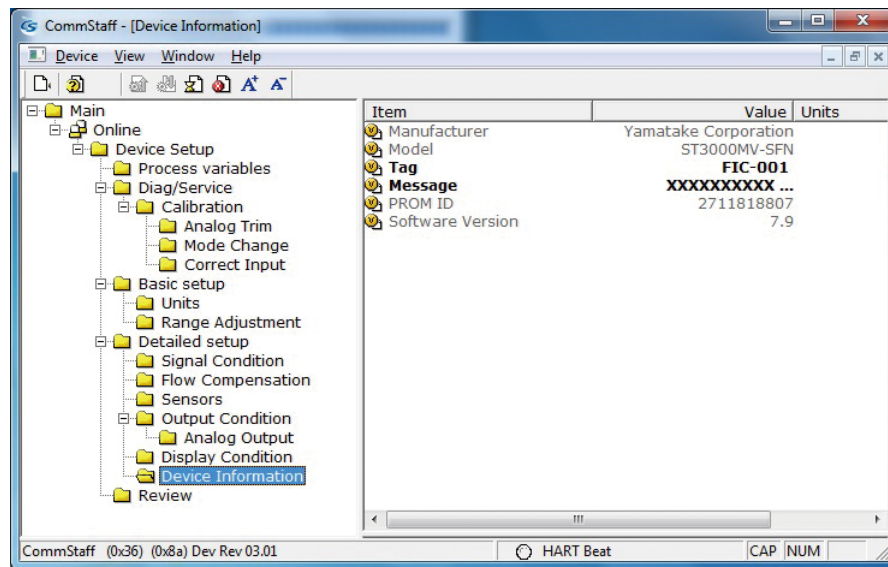 CommStaff - [Device Information]
Device View Window Help
Main
Online
Device Setup
Process variables
Diag/Service
Calibration
Analog Trim
Mode Change
Correct Input
Basic setup
Units
Range Adjustment
Detailed setup
Signal Condition
Flow Compensation
Sensors
Output Condition
Analog Output
Display Condition
Device Information
Review
Item Value Units
Manufacturer Yamatake Corporation
Model ST3000MV-SFN
Tag FIC-001
Message XXXXXXXXXX ...
PROM ID 2711818807
Software Version 7.9
CommStaff (0x36) (0x8a) Dev Rev 03.01 HART Beat CAP NUM